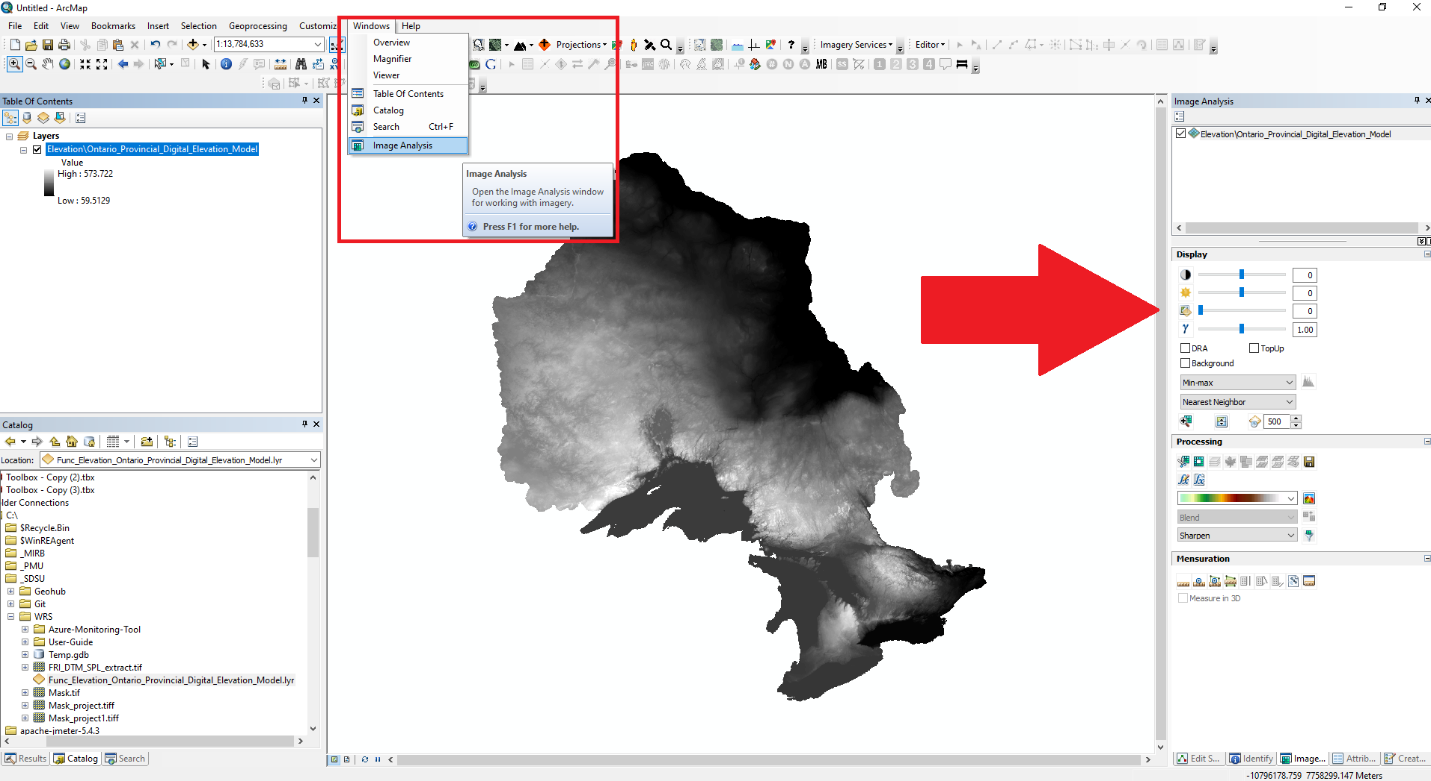 Untitled - ArcMap
File Edit View Bookmarks Insert Selection Geoprocessing Customiz Windows Help
1:13,784,633
Projections
Imagery Services
Editor
Overview
Magnifier
Viewer
Table Of Contents
Catalog
Search Ctrl+F
Image Analysis
Image Analysis
Open the Image Analysis window
for working with imagery.
Press F1 for more help.
Table Of Contents
Layers
Elevation\Ontario_Provincial_Digital_Elevation_Model
Value
High : 573.722
Low : 59.5129
Catalog
Location: Func_Elevation_Ontario_Provincial_Digital_Elevation_Model.lyr
Toolbox - Copy (2).tbx
Toolbox - Copy (3).tbx
lder Connections
C:\
$Recycle.Bin
$WinREAgent
_MIRB
_PMU
_SDSU
Geohub
Git
WRS
Azure-Monitoring-Tool
User-Guide
Temp.gdb
FRI_DTM_SPL_extract.tif
Func_Elevation_Ontario_Provincial_Digital_Elevation_Model.lyr
Mask.tif
Mask_project.tiff
Mask_project1.tiff
apache-jmeter-5.4.3
Results Catalog Search
Image Analysis
Elevation\Ontario_Provincial_Digital_Elevation_Model
Display
0
0
0
1.00
DRA TopUp
Background
Min-max
Nearest Neighbor
500
Processing
Blend
Sharpen
Mensuration
Measure in 3D
Edit S... Identify Image... Attrib... Creat...
-10796178.759 7758299.147 Meters